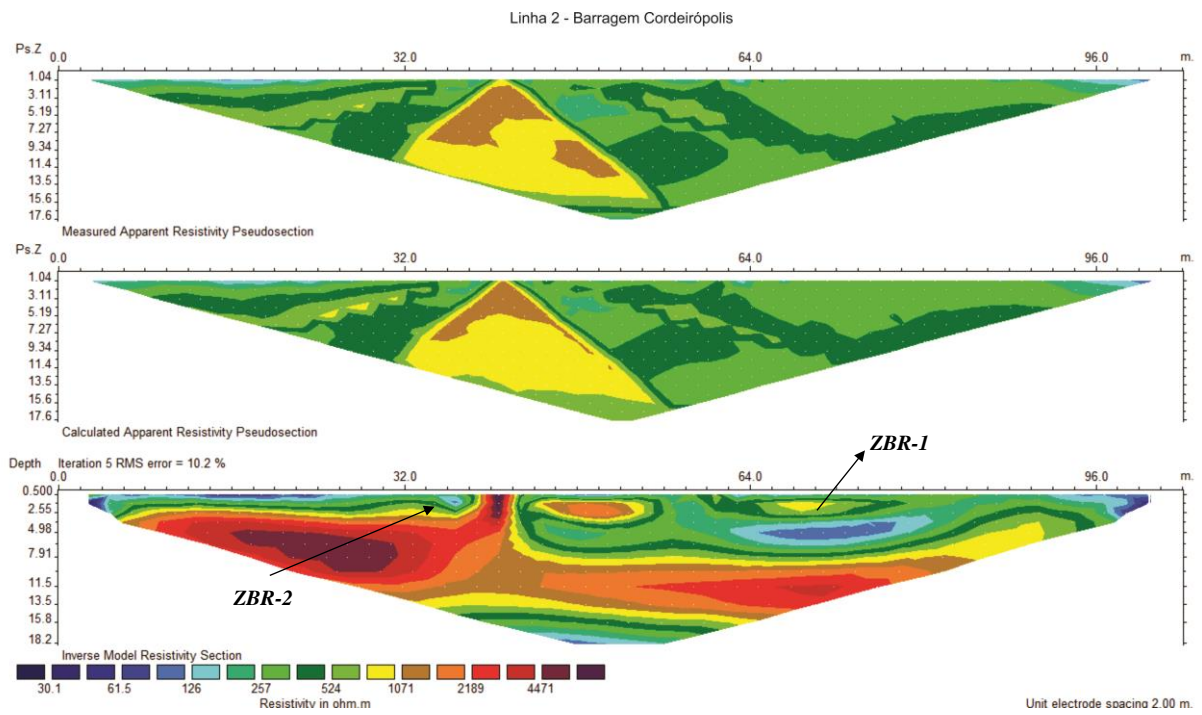 Linha 2 - Barragem Cordeirópolis
Ps.Z 0.0 32.0 64.0 96.0 m.
1.04
3.11
5.19
7.27
9.34
11.4
13.5
15.6
17.6
Measured Apparent Resistivity Pseudosection
Ps.Z 0.0 32.0 64.0 96.0 m.
1.04
3.11
5.19
7.27
9.34
11.4
13.5
15.6
17.6
Calculated Apparent Resistivity Pseudosection
ZBR-1
Depth Iteration 5 RMS error = 10.2 %
0.0 32.0 64.0 96.0 m.
0.500
2.55
4.98
7.91
11.5
13.5
15.8
18.2
ZBR-2
Inverse Model Resistivity Section
30.1 61.5 126 257 524 1071 2189 4471
Resistivity in ohm.m
Unit electrode spacing 2.00 m.